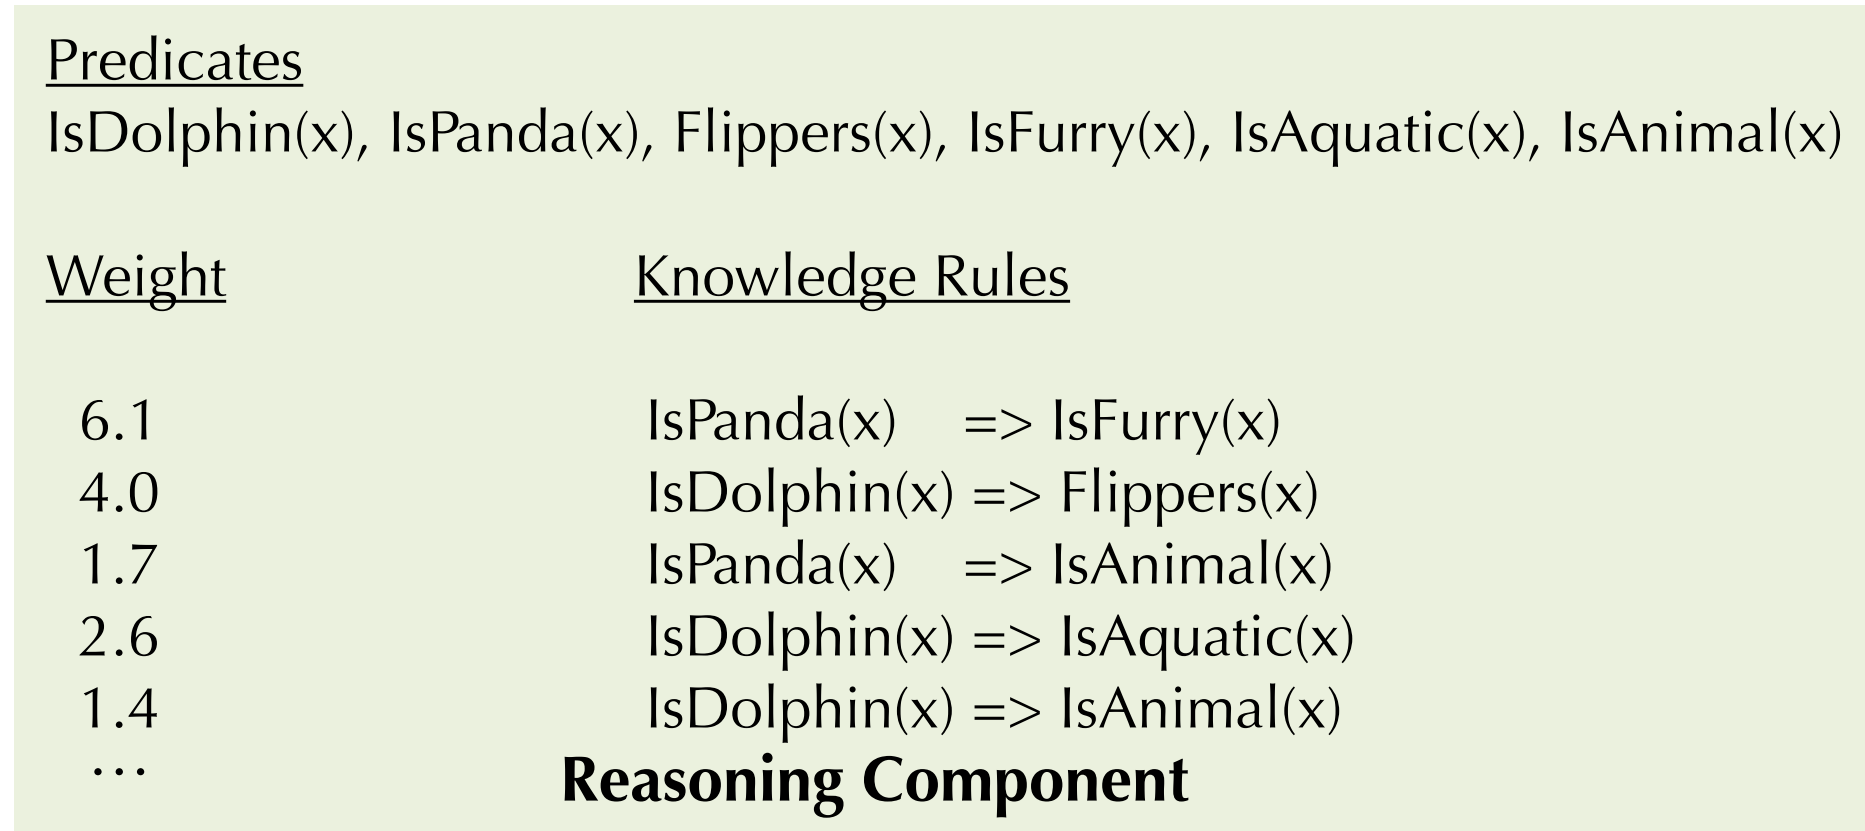 Predicates
IsDolphin(x), IsPanda(x), Flippers(x), IsFurry(x), IsAquatic(x), IsAnimal(x)
Weight Knowledge Rules
6.1 IsPanda(x) => IsFurry(x)
4.0 IsDolphin(x) => Flippers(x)
1.7 IsPanda(x) => IsAnimal(x)
2.6 IsDolphin(x) => IsAquatic(x)
1.4 IsDolphin(x) => IsAnimal(x)
…
Reasoning Component